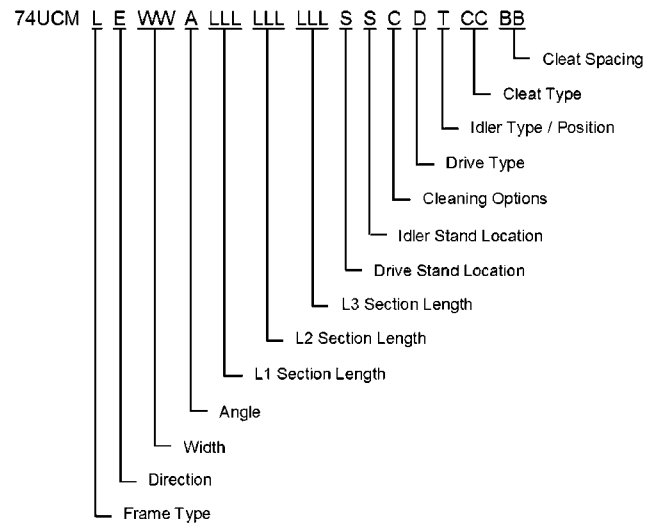 74UCM L E WW A LLL LLL LLL S S C D T CC BB
Cleat Spacing
Cleat Type
Idler Type / Position
Drive Type
Cleaning Options
Idler Stand Location
Drive Stand Location
L3 Section Length
L2 Section Length
L1 Section Length
Angle
Width
Direction
Frame Type